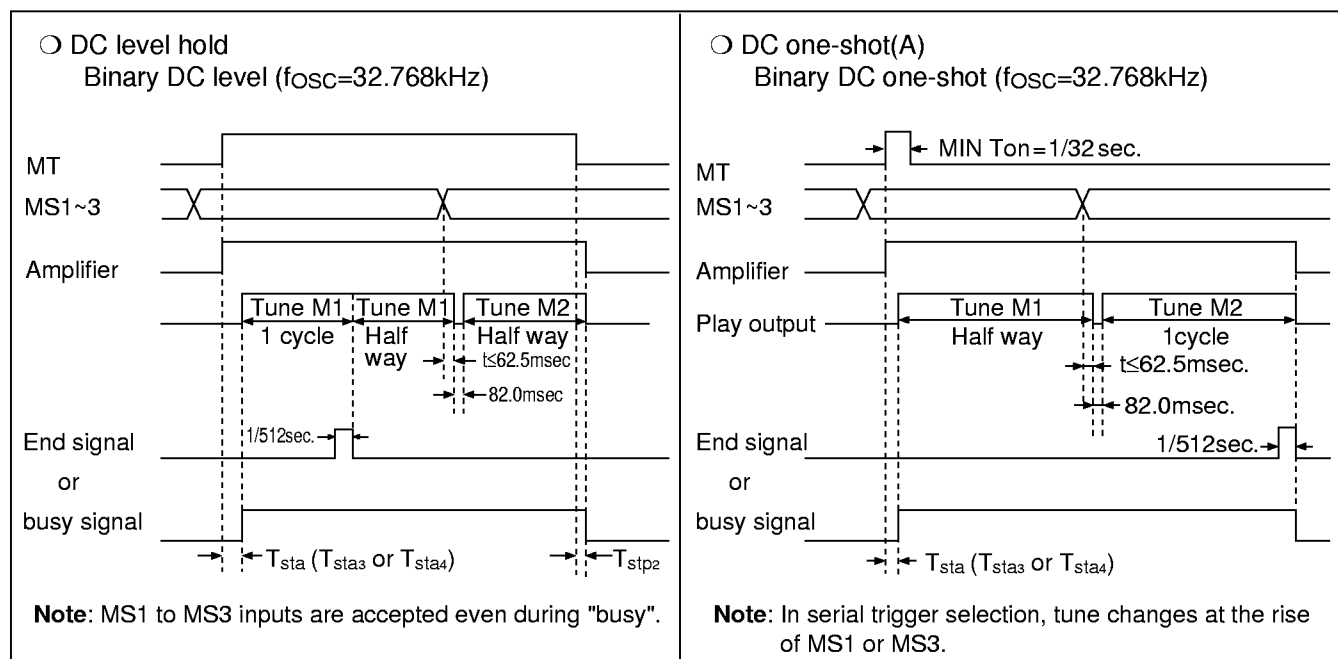 ❍ DC level hold
Binary DC level (fOSC=32.768kHz)
MT
MS1~3
Amplifier
Tune M1
Tune M1
Tune M2
1 cycle
Half
way
Half way
t≤62.5msec
82.0msec
End signal
1/512sec.
or
busy signal
Tsta (Tsta3 or Tsta4)
Tstp2
Note: MS1 to MS3 inputs are accepted even during "busy".
❍ DC one-shot(A)
Binary DC one-shot (fOSC=32.768kHz)
MT
MIN Ton=1/32 sec.
MS1~3
Amplifier
Play output
Tune M1
Tune M2
Half way
1cycle
t≤62.5msec.
82.0msec.
End signal
1/512sec.
or
busy signal
Tsta (Tsta3 or Tsta4)
Note: In serial trigger selection, tune changes at the rise
of MS1 or MS3.